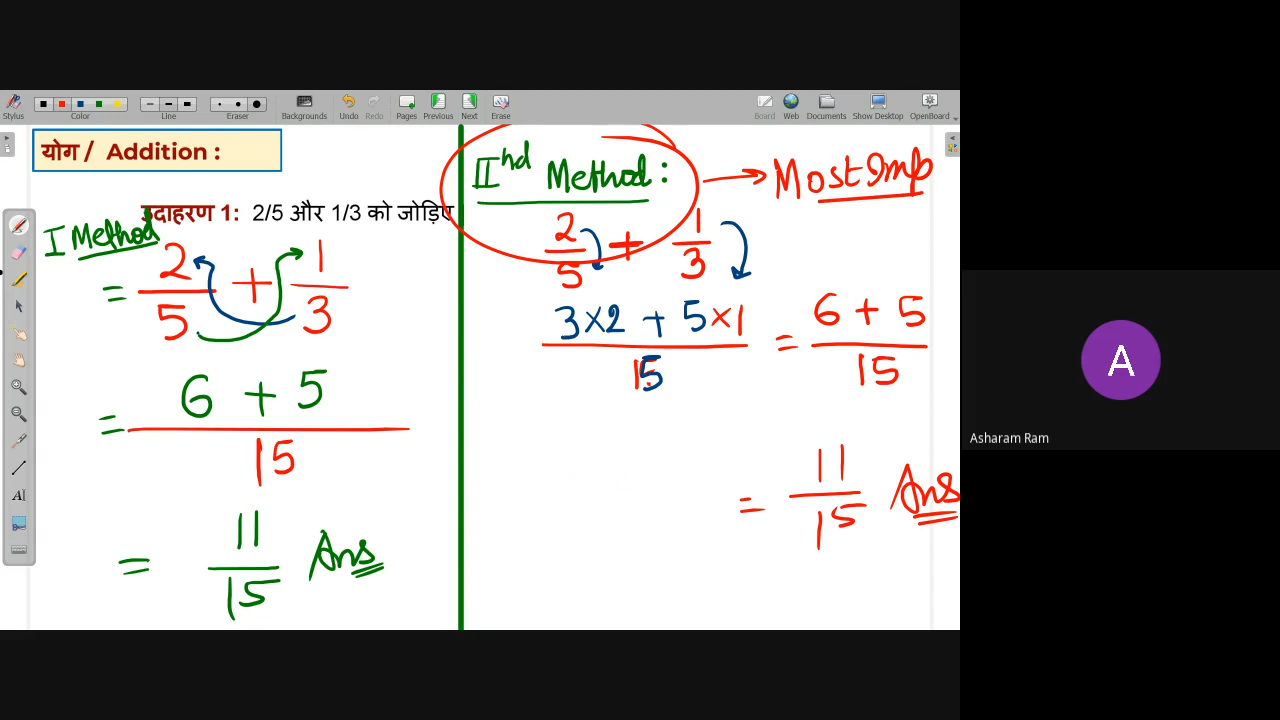 Stylus
Color
Line
Eraser
Backgrounds
Undo
Redo
Pages
Previous
Next
Erase
Board
Web
Documents
Show Desktop
OpenBoard
योग / Addition :
उदाहरण 1: 2/5 और 1/3 को जोड़िए
I Method
= 2/5 + 1/3
= 6 + 5 / 15
= 11/15 Ans
IIhd Method :
→ Most Imp
2/5 + 1/3
3×2 + 5×1 / 15 = 6 + 5 / 15
= 11/15 Ans
A
Asharam Ram